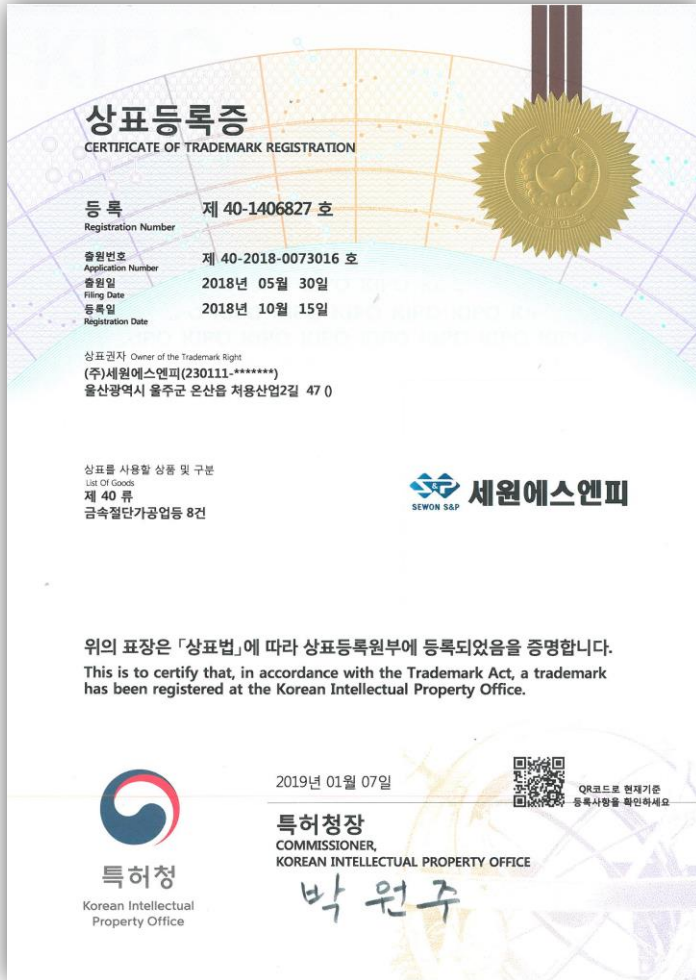 상표등록증
CERTIFICATE OF TRADEMARK REGISTRATION
등 록 제 40-1406827 호
Registration Number
출원번호 제 40-2018-0073016 호
Application Number
출원일 2018년 05월 30일
Filing Date
등록일 2018년 10월 15일
Registration Date
상표권자 Owner of the Trademark Right
(주)세원에스엔피(230111-*******)
울산광역시 울주군 온산읍 처용산업2길 47 ()
상표를 사용할 상품 및 구분
List Of Goods
제 40 류
금속절단가공업등 8건
S&P 세원에스엔피
SEWON S&P
위의 표장은 「상표법」에 따라 상표등록원부에 등록되었음을 증명합니다.
This is to certify that, in accordance with the Trademark Act, a trademark
has been registered at the Korean Intellectual Property Office.
2019년 01월 07일
QR코드로 현재기준
등록사항을 확인하세요
특허청장
COMMISSIONER,
KOREAN INTELLECTUAL PROPERTY OFFICE
박원주
특허청
Korean Intellectual
Property Office